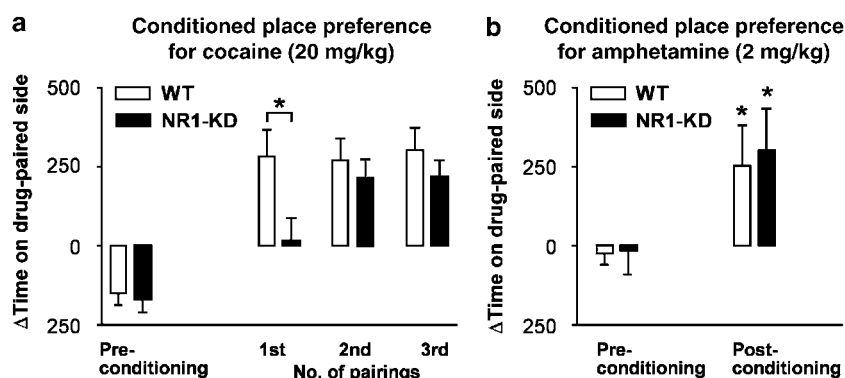 a
Conditioned place preference
for cocaine (20 mg/kg)
ΔTime on drug-paired side
500
250
0
250
WT
NR1-KD
*
Pre-
conditioning
1st
2nd
3rd
No. of pairings
b
Conditioned place preference
for amphetamine (2 mg/kg)
ΔTime on drug-paired side
500
250
0
250
WT
NR1-KD
*
*
Pre-
conditioning
Post-
conditioning